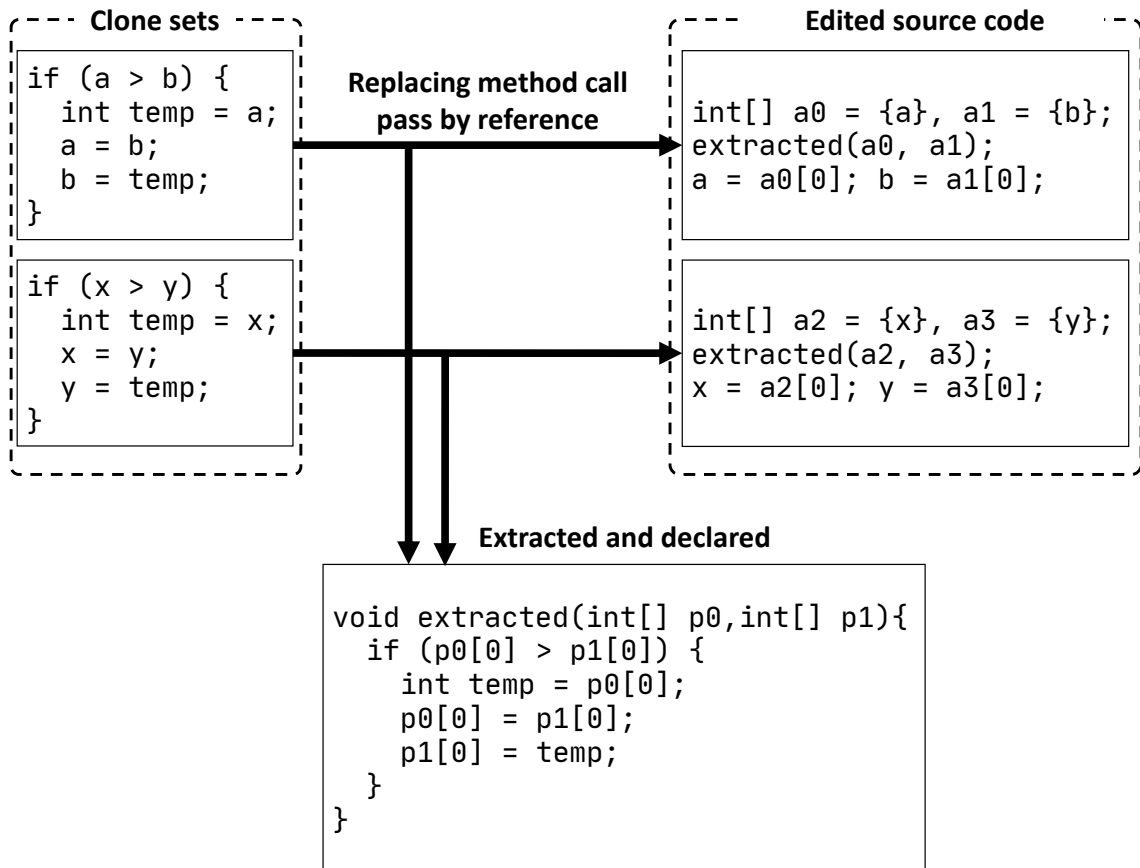 Clone sets
if (a > b) {
  int temp = a;
  a = b;
  b = temp;
}
if (x > y) {
  int temp = x;
  x = y;
  y = temp;
}
Replacing method call
pass by reference
Edited source code
int[] a0 = {a}, a1 = {b};
extracted(a0, a1);
a = a0[0]; b = a1[0];
int[] a2 = {x}, a3 = {y};
extracted(a2, a3);
x = a2[0]; y = a3[0];
Extracted and declared
void extracted(int[] p0,int[] p1){
  if (p0[0] > p1[0]) {
    int temp = p0[0];
    p0[0] = p1[0];
    p1[0] = temp;
  }
}